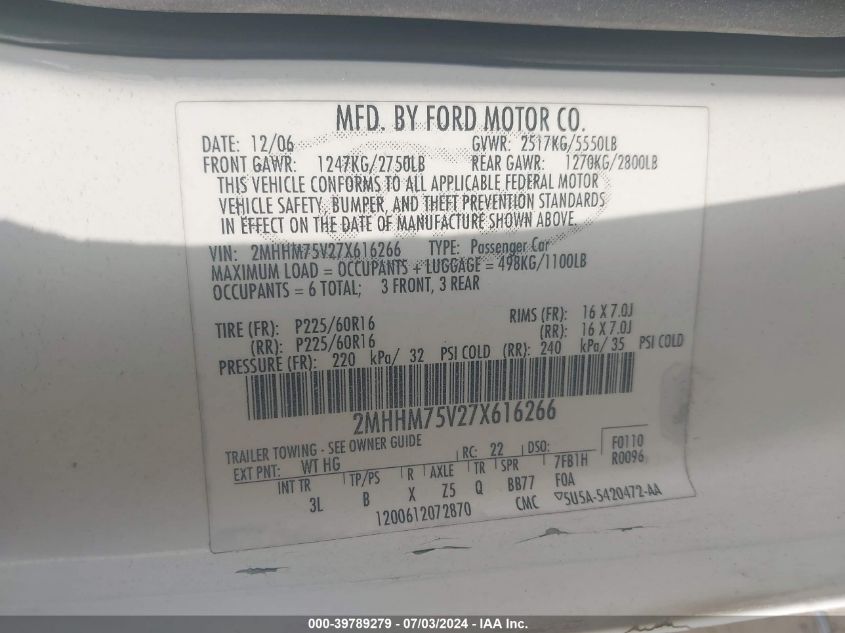 MFD. BY FORD MOTOR CO.
DATE: 12/06 GVWR: 2517KG/5550LB
FRONT GAWR: 1247KG/2750LB REAR GAWR: 1270KG/2800LB
THIS VEHICLE CONFORMS TO ALL APPLICABLE FEDERAL MOTOR
VEHICLE SAFETY, BUMPER, AND THEFT PREVENTION STANDARDS
IN EFFECT ON THE DATE OF MANUFACTURE SHOWN ABOVE.
VIN: 2MHHM75V27X616266 TYPE: Passenger Car
MAXIMUM LOAD = OCCUPANTS + LUGGAGE = 498KG/1100LB
OCCUPANTS = 6 TOTAL; 3 FRONT, 3 REAR
TIRE (FR): P225/60R16 RIMS (FR): 16 X 7.0J
(RR): P225/60R16 (RR): 16 X 7.0J
PRESSURE (FR): 220 kPa/ 32 PSI COLD (RR): 240 kPa/ 35 PSI COLD
2MHHM75V27X616266
TRAILER TOWING - SEE OWNER GUIDE
EXT PNT: WT HG RC: 22 DSO: F0110
R0096
INT TR TP/PS R AXLE TR SPR 7FB1H
3L B X Z5 Q BB77 FOA
1200612072870 CMC SU5A-5420472-AA
000-39789279 - 07/03/2024 - IAA Inc.